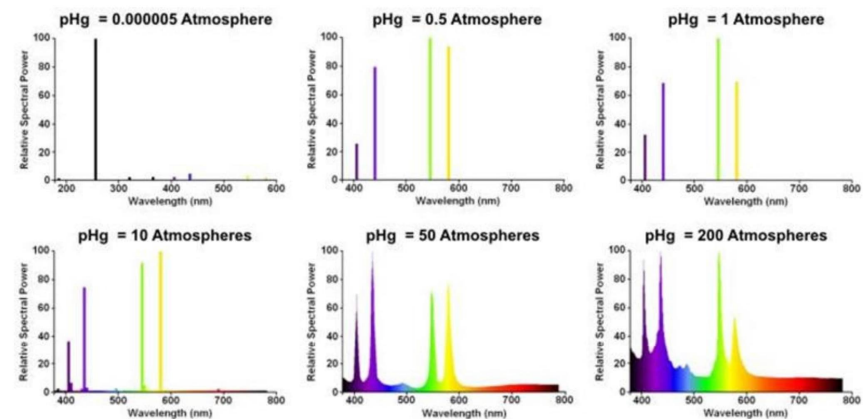 pHg = 0.000005 Atmosphere
Relative Spectral Power
100
80
60
40
20
0
200 300 400 500 600
Wavelength (nm)
pHg = 0.5 Atmosphere
Relative Spectral Power
100
80
60
40
20
0
400 500 600 700 800
Wavelength (nm)
pHg = 1 Atmosphere
Relative Spectral Power
100
80
60
40
20
0
400 500 600 700 800
Wavelength (nm)
pHg = 10 Atmospheres
Relative Spectral Power
100
80
60
40
20
0
400 500 600 700 800
Wavelength (nm)
pHg = 50 Atmospheres
Relative Spectral Power
100
80
60
40
20
0
400 500 600 700 800
Wavelength (nm)
pHg = 200 Atmospheres
Relative Spectral Power
100
80
60
40
20
0
400 500 600 700 800
Wavelength (nm)